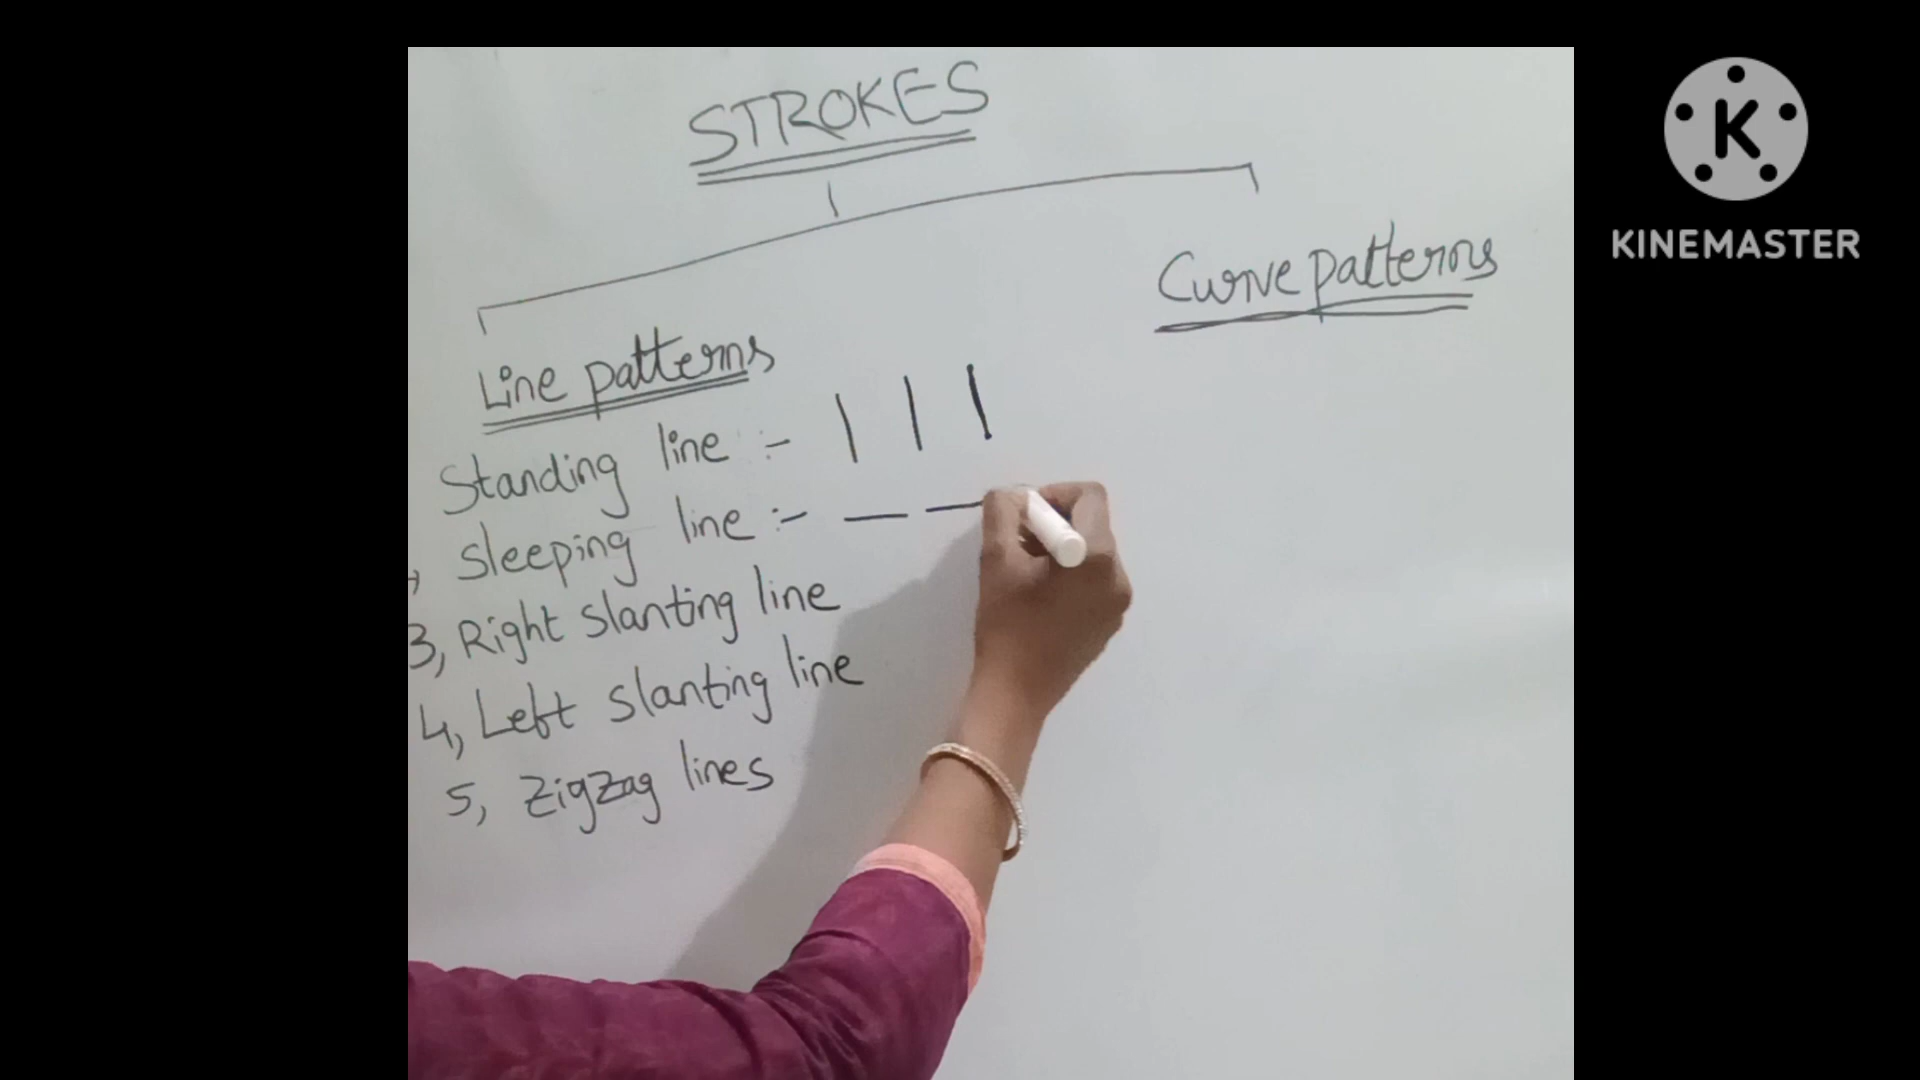 STROKES
Line patterns
Curve patterns
Standing line :-
, Sleeping line :-
3, Right slanting line
4, Left slanting line
5, ZigZag lines
K
KINEMASTER